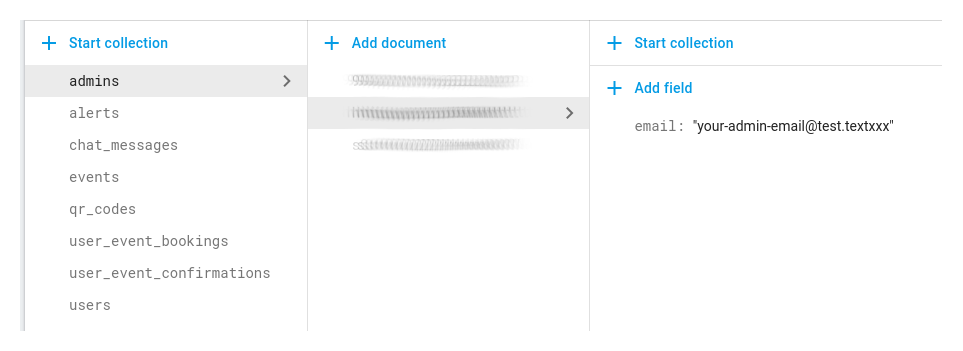 Start collection
admins
alerts
chat_messages
events
qr_codes
user_event_bookings
user_event_confirmations
users
Add document
Start collection
Add field
email: "your-admin-email@test.textxxx"